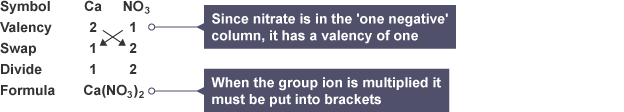 Symbol Ca NO₃
Since nitrate is in the 'one negative'
Valency 2 1
column, it has a valency of one
Swap 1 2
Divide 1 2
When the group ion is multiplied it
Formula Ca(NO₃)₂
must be put into brackets